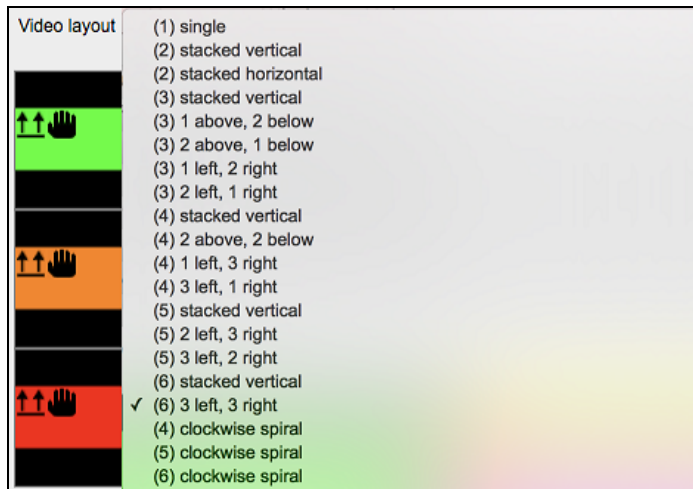 Video layout
(1) single
(2) stacked vertical
(2) stacked horizontal
(3) stacked vertical
(3) 1 above, 2 below
(3) 2 above, 1 below
(3) 1 left, 2 right
(3) 2 left, 1 right
(4) stacked vertical
(4) 2 above, 2 below
(4) 1 left, 3 right
(4) 3 left, 1 right
(5) stacked vertical
(5) 2 left, 3 right
(5) 3 left, 2 right
(6) stacked vertical
✓ (6) 3 left, 3 right
(4) clockwise spiral
(5) clockwise spiral
(6) clockwise spiral